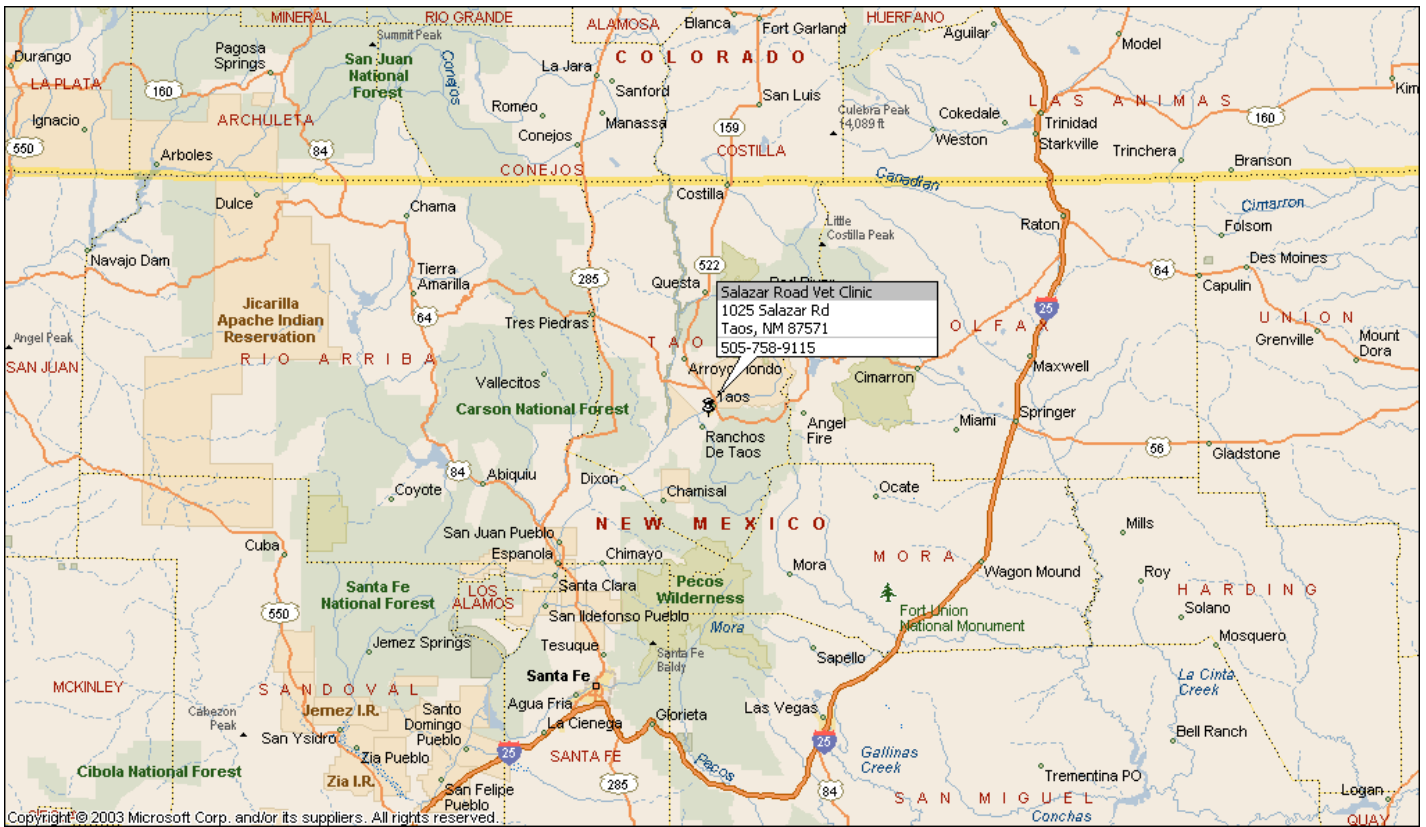 MINERAL
RIO GRANDE
ALAMOSA
Blanca
Fort Garland
HUERFANO
Aguilar
Model
Durango
Pagosa
Springs
Summit Peak
San Juan
National
Forest
Conejos
La Jara
COLORADO
LA PLATA
160
Sanford
San Luis
Culebra Peak
14,089 ft
Cokedale
LAS ANIMAS
Kim
Ignacio
ARCHULETA
Romeo
Manassa
159
Trinidad
160
550
Arboles
84
Conejos
COSTILLA
Weston
Starkville
Trinchera
Branson
CONEJOS
Costilla
Canadian
Dulce
Chama
Little
Costilla Peak
Raton
Cimarron
Folsom
Navajo Dam
Tierra
Amarilla
285
522
Questa
64
Des Moines
Capulin
Jicarilla
Apache Indian
Reservation
64
Tres Piedras
Salazar Road Vet Clinic
1025 Salazar Rd
Taos, NM 87571
505-758-9115
25
OLFAX
UNION
Grenville
Mount
Dora
Angel Peak
SAN JUAN
RIO ARRIBA
TAO
Arroyo Hondo
Maxwell
Vallecitos
Cimarron
Carson National Forest
Taos
Angel
Fire
Miami
Springer
Ranchos
De Taos
56
Gladstone
84
Abiquiu
Dixon
Chamisal
Ocate
Coyote
NEW MEXICO
Mills
San Juan Pueblo
Cuba
Espanola
Chimayo
Mora
MORA
Wagon Mound
Roy
HARDING
Santa Fe
National Forest
LOS
ALAMOS
Santa Clara
Pecos
Wilderness
Solano
550
San Ildefonso Pueblo
Mora
Fort Union
National Monument
Mosquero
Jemez Springs
Tesuque
Santa Fe
Baldy
Sapello
MCKINLEY
SANDOVAL
Santa Fe
La Cinta
Creek
Jemez I.R.
Cabezon
Peak
Santo
Domingo
Pueblo
Agua Fria
La Cienega
Glorieta
Las Vegas
San Ysidro
Zia Pueblo
25
SANTA FE
25
Gallinas
Creek
Bell Ranch
Cibola National Forest
Zia I.R.
San Felipe
Pueblo
285
Pecos
84
Trementina PO
SAN MIGUEL
Conchas
Logan
QUAY
Copyright © 2003 Microsoft Corp. and/or its suppliers. All rights reserved.